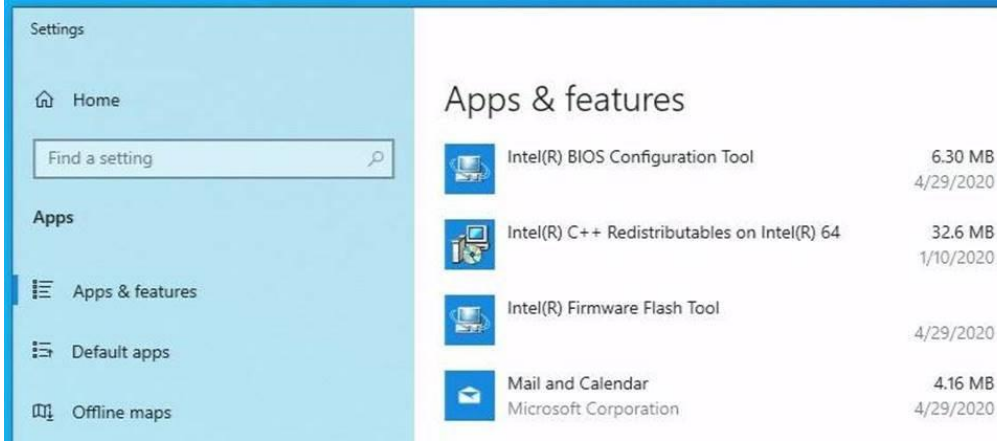 Settings
Home
Find a setting
Apps
Apps & features
Default apps
Offline maps
Apps & features
Intel(R) BIOS Configuration Tool 6.30 MB
4/29/2020
Intel(R) C++ Redistributables on Intel(R) 64 32.6 MB
1/10/2020
Intel(R) Firmware Flash Tool
4/29/2020
Mail and Calendar 4.16 MB
Microsoft Corporation 4/29/2020